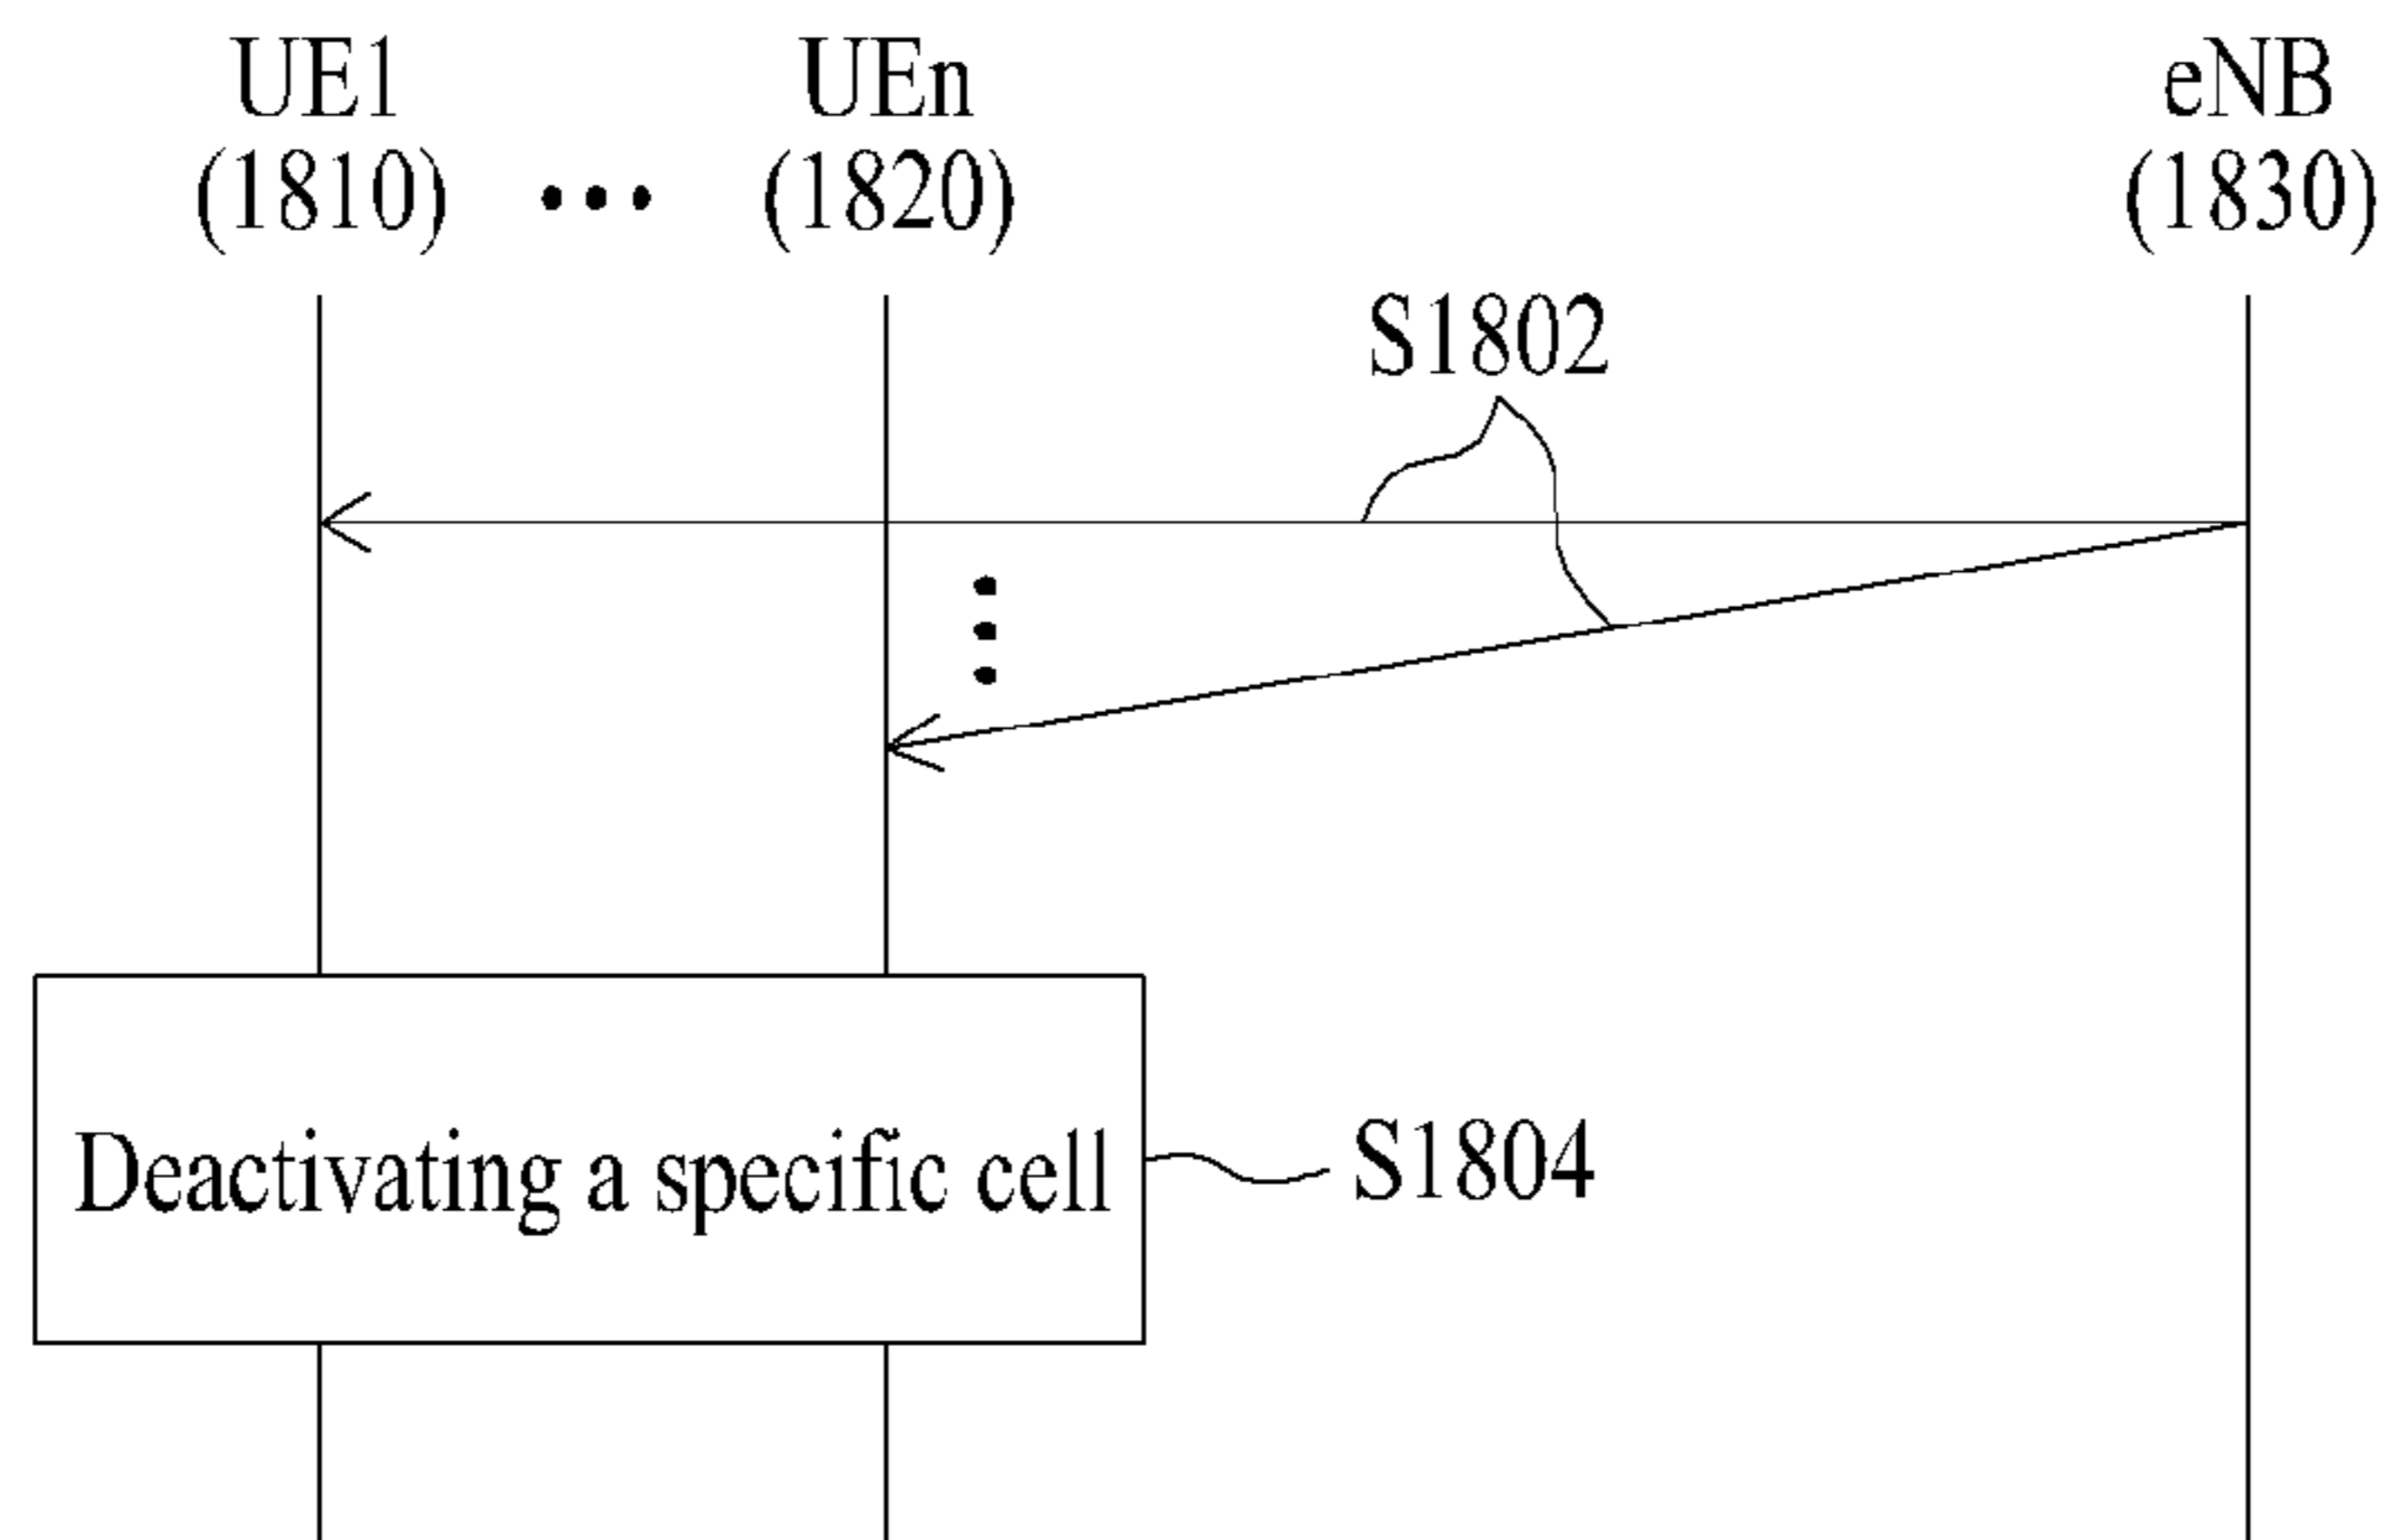 UE1
(1810)
UEn
(1820)
eNB
(1830)
S1802
Deactivating a specific cell
S1804